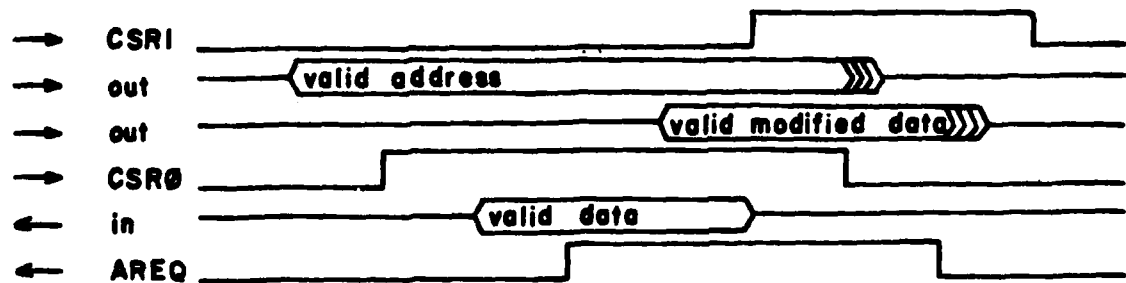 CSR1
out valid address
out valid modified data
CSRØ
in valid data
AREQ